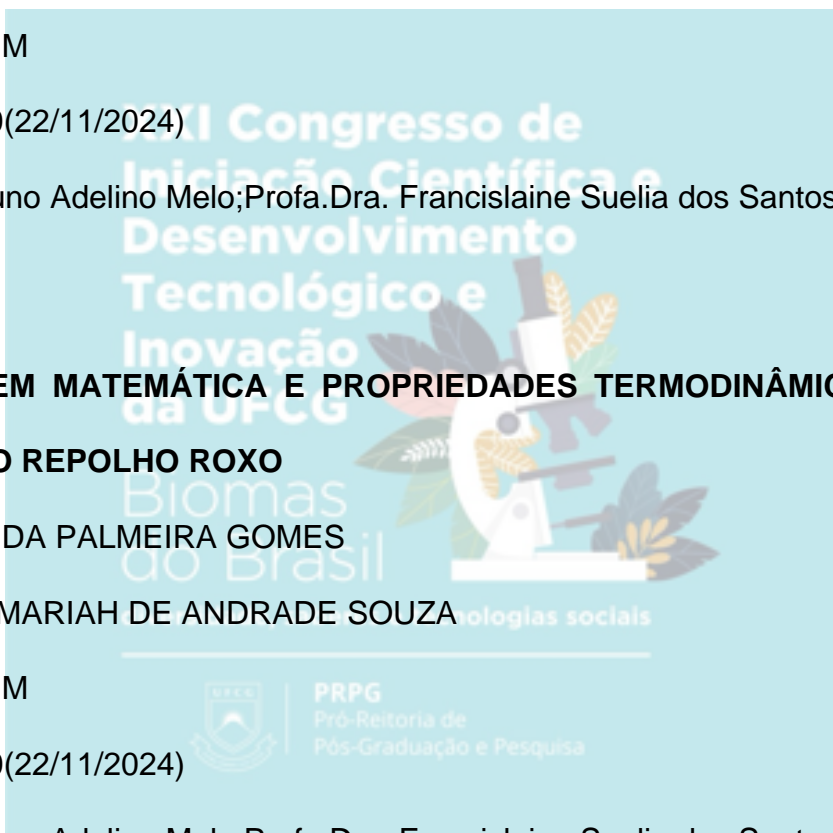 M
(22/11/2024)
XXI Congresso de
Iniciação Científica e
uno Adelino Melo;Profa.Dra. Francislaine Suelia dos Santos
Desenvolvimento
Tecnológico e
Inovação
EM MATEMÁTICA E PROPRIEDADES TERMODINÂMIC
da UFCG
O REPOLHO ROXO
Biomas
DA PALMEIRA GOMES
do Brasil
MARIAH DE ANDRADE SOUZA
nologias sociais
M
UFCG
PRPG
Pró-Reitoria de
Pós-Graduação e Pesquisa
(22/11/2024)